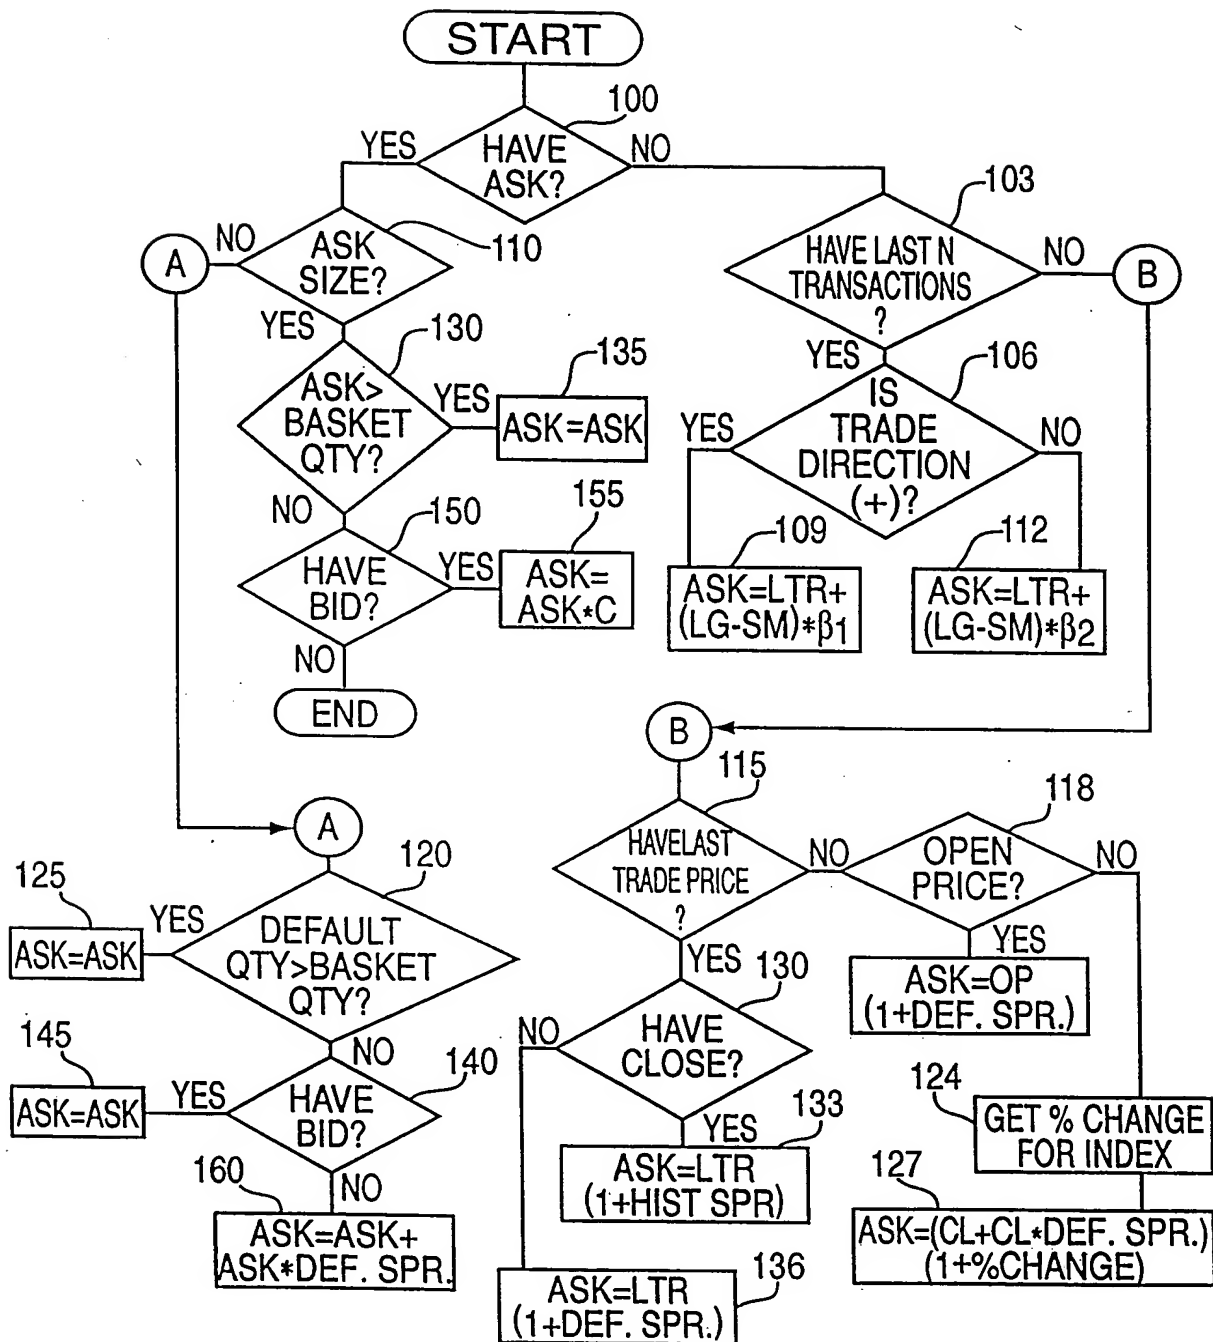 START
100
YES
HAVE
ASK?
NO
103
A
NO
ASK
SIZE?
110
HAVE LAST N
TRANSACTIONS
?
NO
B
YES
130
135
YES
106
ASK>
BASKET
QTY?
YES
ASK=ASK
YES
IS
TRADE
DIRECTION
(+)?
NO
NO
150
155
109
112
HAVE
BID?
YES
ASK=
ASK*C
ASK=LTR+
(LG-SM)*β1
ASK=LTR+
(LG-SM)*β2
NO
END
B
115
118
A
HAVELAST
TRADE PRICE
?
NO
OPEN
PRICE?
NO
120
125
YES
DEFAULT
QTY>BASKET
QTY?
ASK=ASK
YES
YES
130
ASK=OP
(1+DEF. SPR.)
NO
HAVE
CLOSE?
145
NO
140
YES
HAVE
BID?
ASK=ASK
124
GET % CHANGE
FOR INDEX
YES
133
ASK=LTR
(1+HIST SPR)
160
NO
ASK=ASK+
ASK*DEF. SPR.
127
ASK=(CL+CL*DEF. SPR.)
(1+%CHANGE)
136
ASK=LTR
(1+DEF. SPR.)